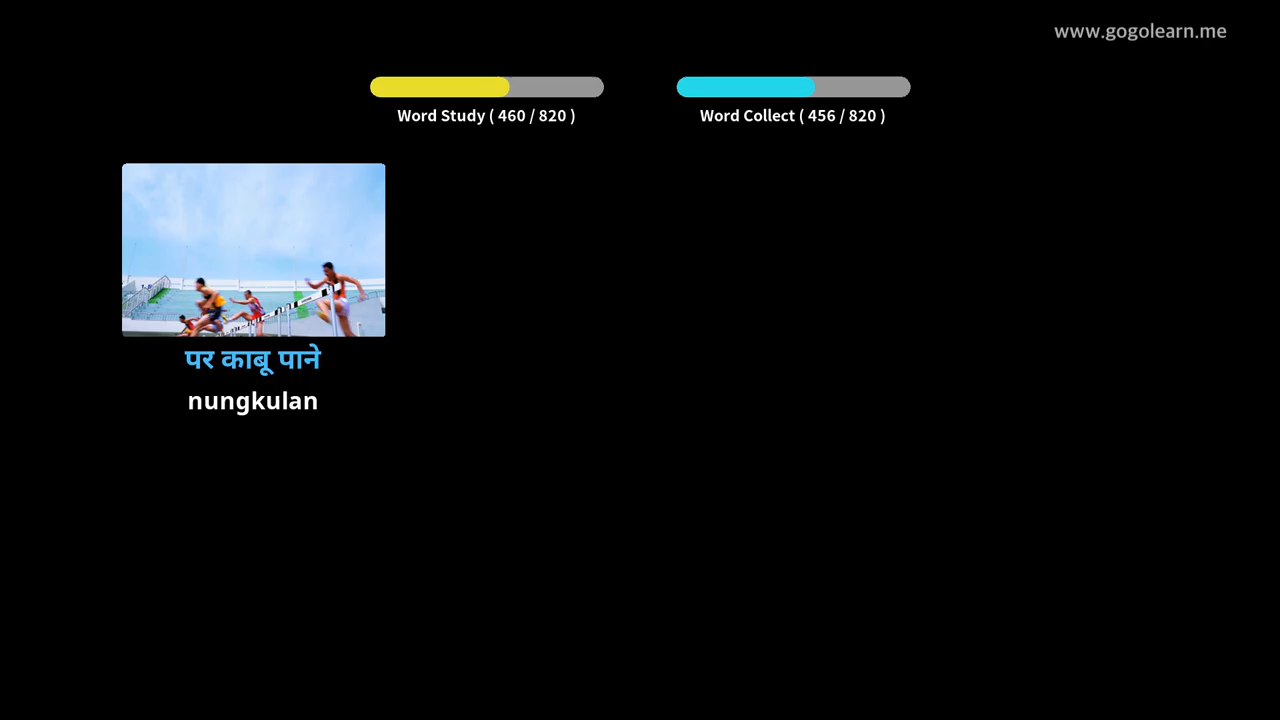 www.gogolearn.me
Word Study ( 460 / 820 )
Word Collect ( 456 / 820 )
पर काबू पाने
nungkulan